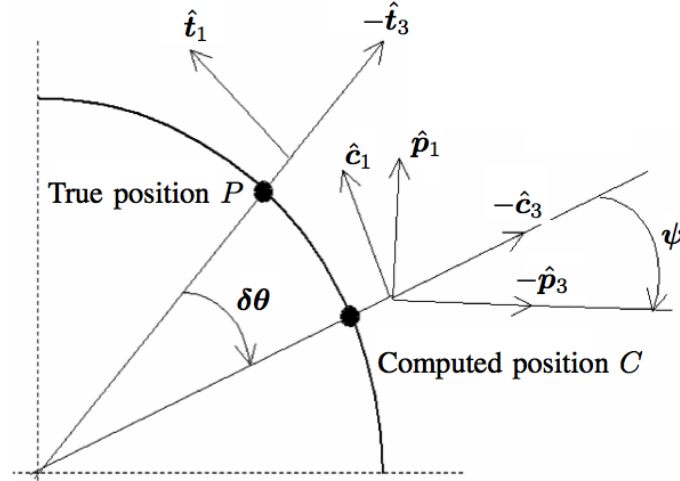 t̂₁
−t̂₃
True position P
ĉ₁
p̂₁
−ĉ₃
ψ
−p̂₃
δθ
Computed position C